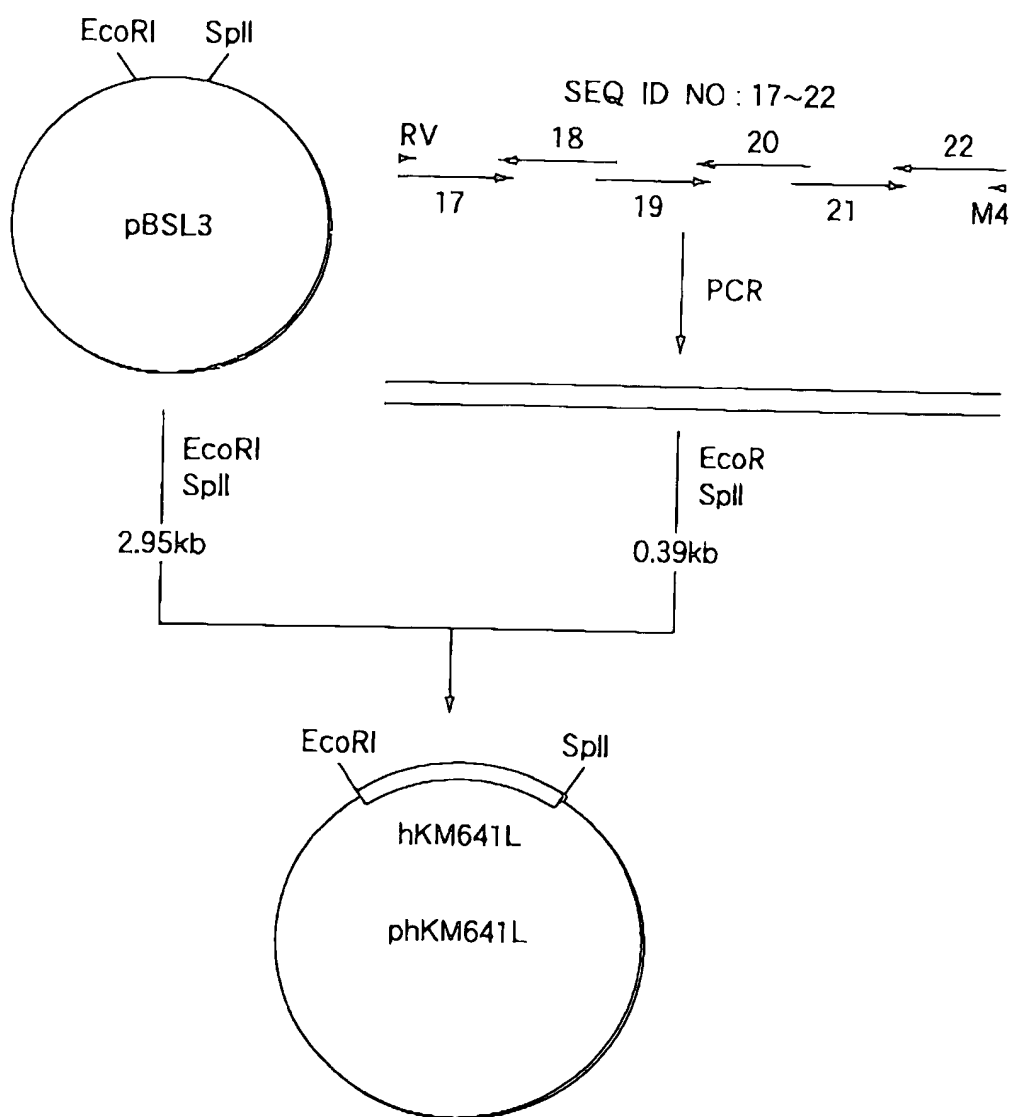 EcoRI SplI
pBSL3
SEQ ID NO : 17~22
RV 18 20 22
17 19 21 M4
PCR
EcoRI
SplI
2.95kb
EcoR
SplI
0.39kb
EcoRI SplI
hKM641L
phKM641L